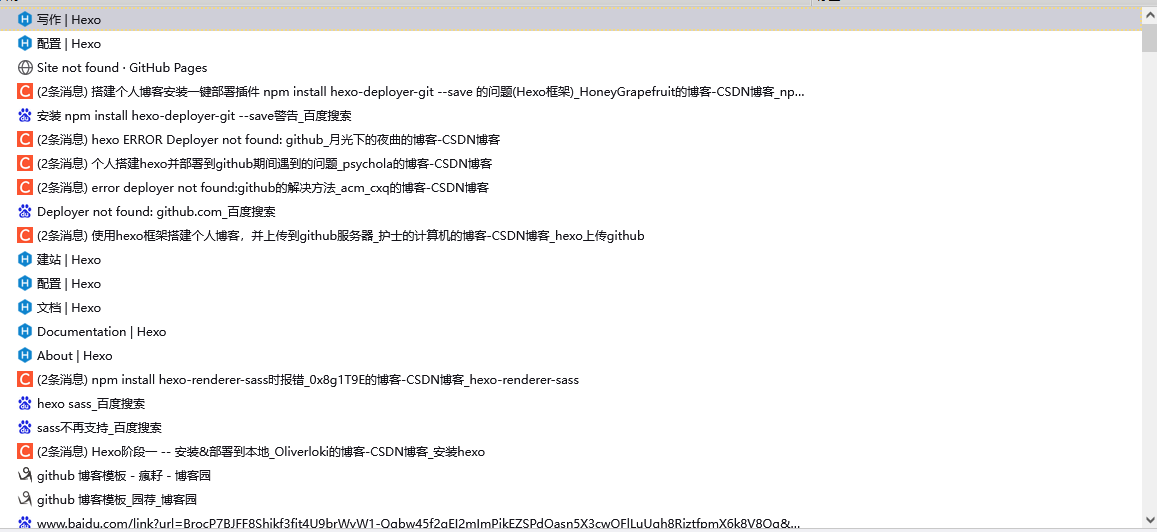 写作 | Hexo
配置 | Hexo
Site not found · GitHub Pages
(2条消息) 搭建个人博客安装一键部署插件 npm install hexo-deployer-git --save 的问题(Hexo框架)_HoneyGrapefruit的博客-CSDN博客_np...
安装 npm install hexo-deployer-git --save警告_百度搜索
(2条消息) hexo ERROR Deployer not found: github_月光下的夜曲的博客-CSDN博客
(2条消息) 个人搭建hexo并部署到github期间遇到的问题_psychola的博客-CSDN博客
(2条消息) error deployer not found:github的解决方法_acm_cxq的博客-CSDN博客
Deployer not found: github.com_百度搜索
(2条消息) 使用hexo框架搭建个人博客，并上传到github服务器_护士的计算机的博客-CSDN博客_hexo上传github
建站 | Hexo
配置 | Hexo
文档 | Hexo
Documentation | Hexo
About | Hexo
(2条消息) npm install hexo-renderer-sass时报错_0x8g1T9E的博客-CSDN博客_hexo-renderer-sass
hexo sass_百度搜索
sass不再支持_百度搜索
(2条消息) Hexo阶段一 -- 安装&部署到本地_Oliverloki的博客-CSDN博客_安装hexo
github 博客模板 - 疯耔 - 博客园
github 博客模板_园荐_博客园